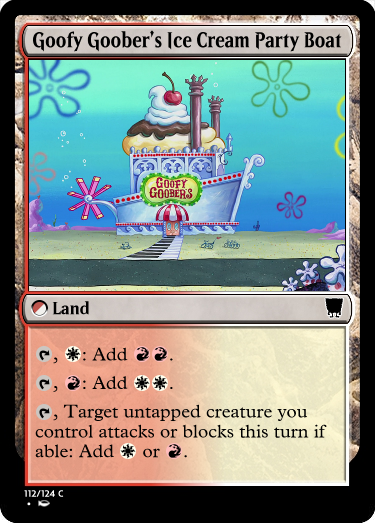 Goofy Goober's Ice Cream Party Boat
GOOFY
GOOBER'S
Land
, : Add .
, : Add .
, Target untapped creature you
control attacks or blocks this turn if
able: Add or .
112/124 C